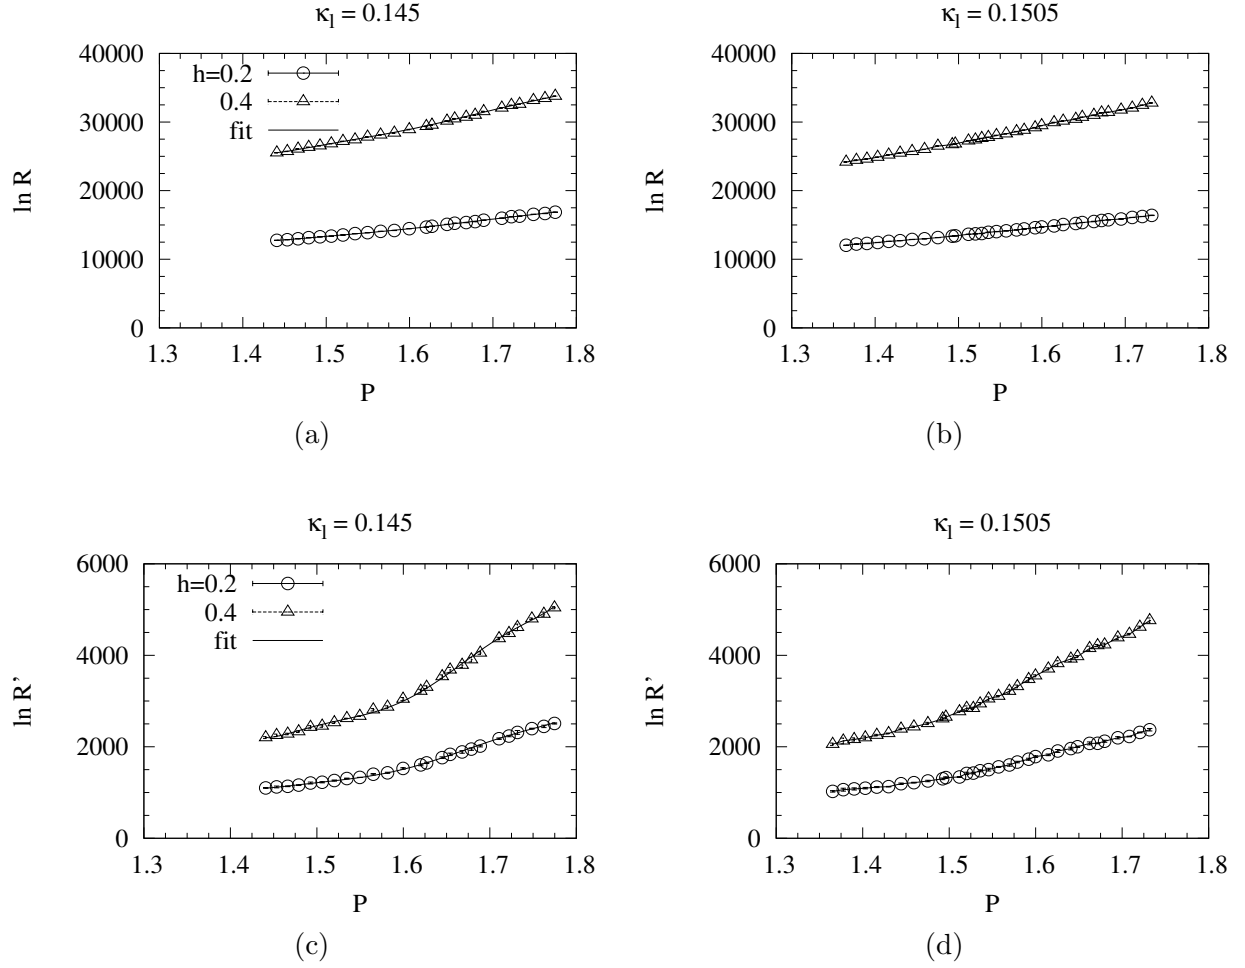 κl = 0.145
40000
30000
20000
10000
0
ln R
h=0.2
0.4
fit
1.3 1.4 1.5 1.6 1.7 1.8
P
(a)
κl = 0.1505
40000
30000
20000
10000
0
ln R
1.3 1.4 1.5 1.6 1.7 1.8
P
(b)
κl = 0.145
6000
4000
2000
0
ln R'
h=0.2
0.4
fit
1.3 1.4 1.5 1.6 1.7 1.8
P
(c)
κl = 0.1505
6000
4000
2000
0
ln R'
1.3 1.4 1.5 1.6 1.7 1.8
P
(d)